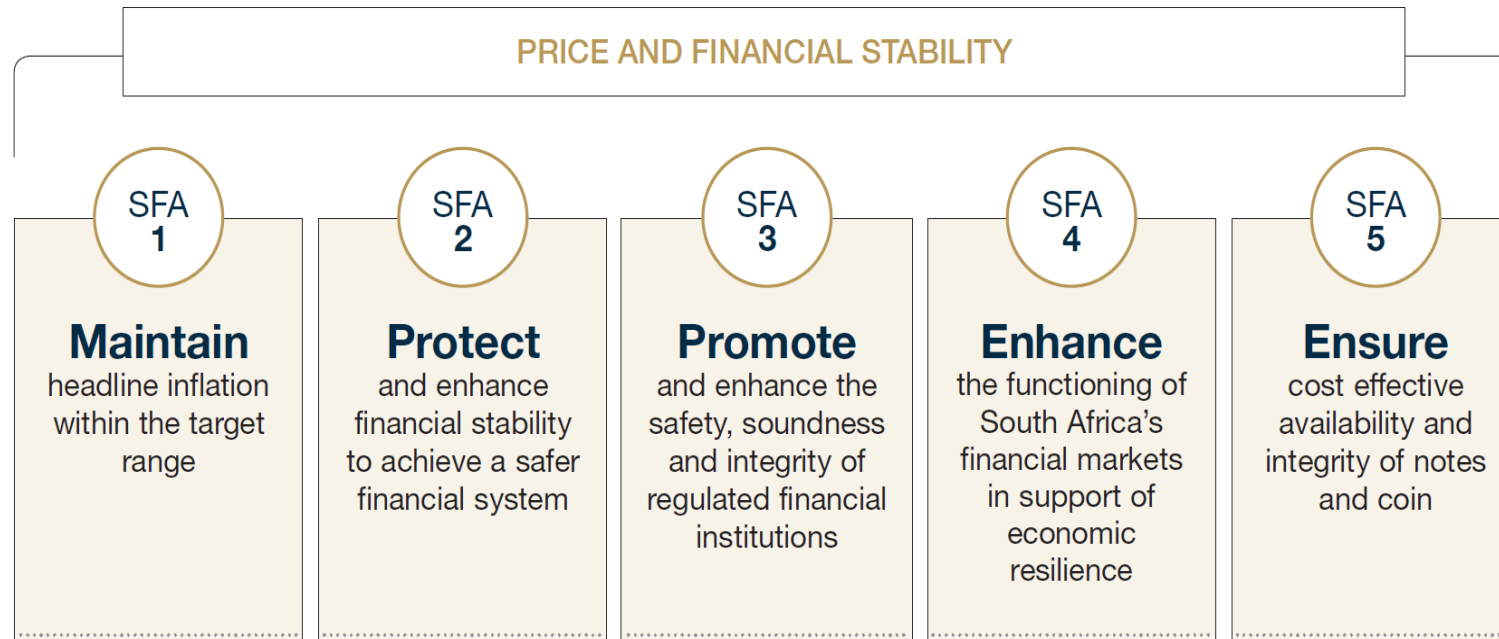 PRICE AND FINANCIAL STABILITY
SFA
1
Maintain
headline inflation
within the target
range
SFA
2
Protect
and enhance
financial stability
to achieve a safer
financial system
SFA
3
Promote
and enhance the
safety, soundness
and integrity of
regulated financial
institutions
SFA
4
Enhance
the functioning of
South Africa’s
financial markets
in support of
economic
resilience
SFA
5
Ensure
cost effective
availability and
integrity of notes
and coin